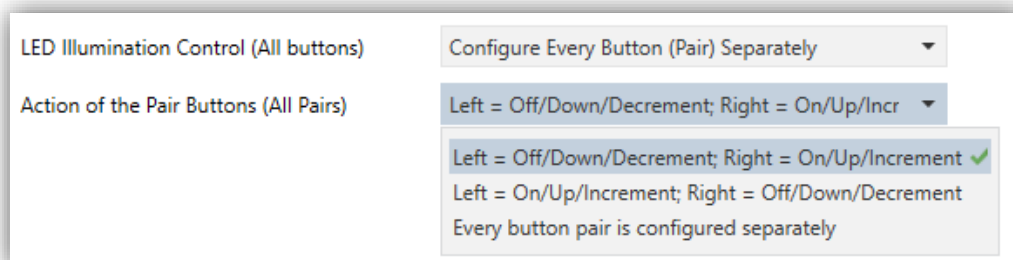 LED Illumination Control (All buttons)
Configure Every Button (Pair) Separately
Action of the Pair Buttons (All Pairs)
Left = Off/Down/Decrement; Right = On/Up/Incr
Left = Off/Down/Decrement; Right = On/Up/Increment
Left = On/Up/Increment; Right = Off/Down/Decrement
Every button pair is configured separately